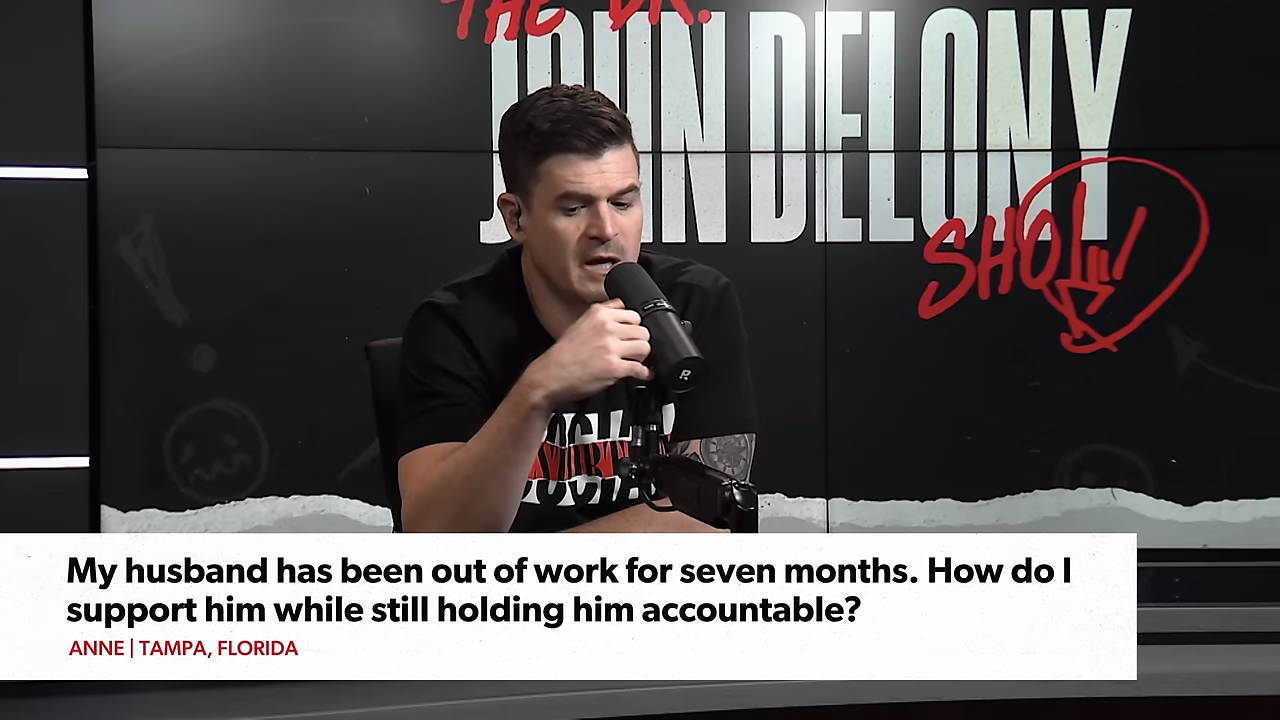 THE DR.
JOHN DELONY
SHOW
My husband has been out of work for seven months. How do I
support him while still holding him accountable?
ANNE | TAMPA, FLORIDA